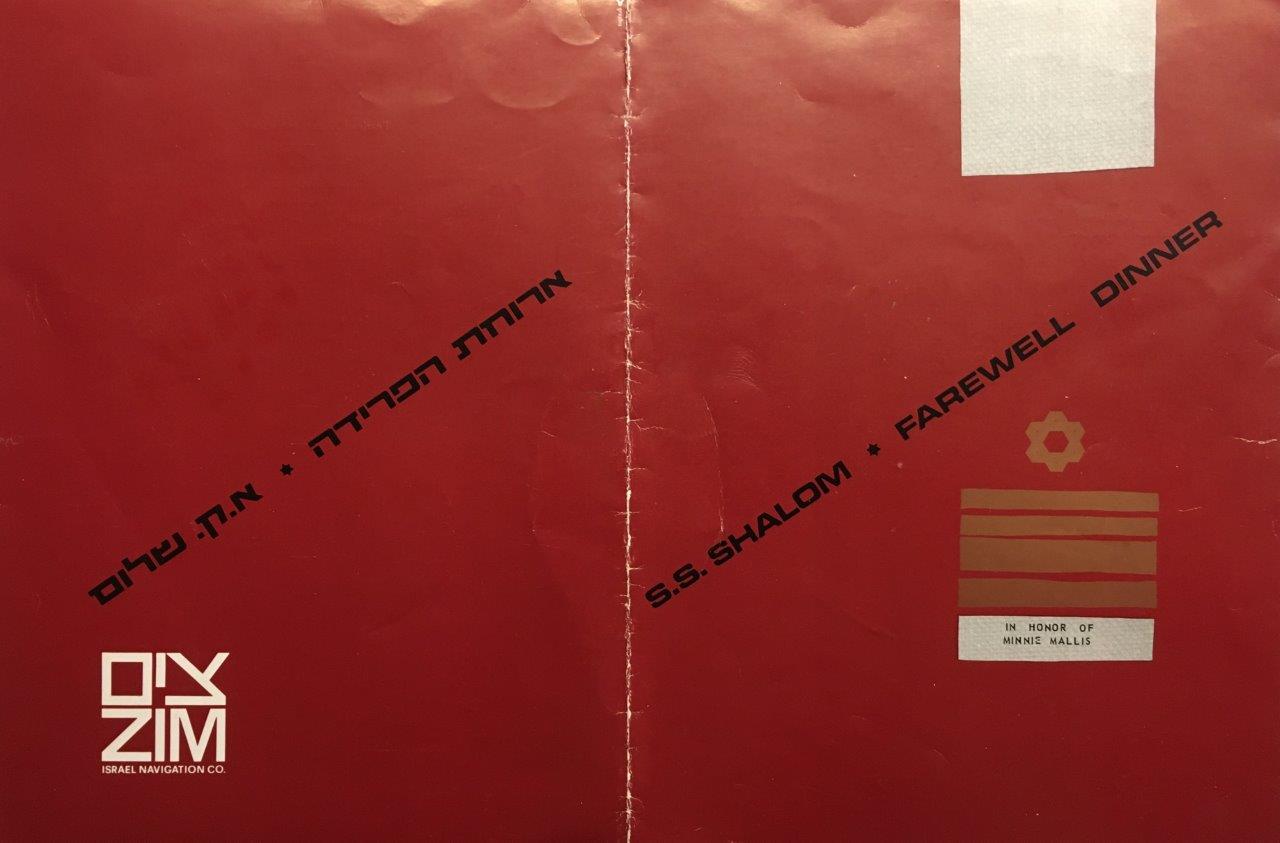 ארוחת הפרידה * א.ק. שלום
צים
ZIM
ISRAEL NAVIGATION CO.
S.S. SHALOM * FAREWELL DINNER
IN HONOR OF
MINNIE MALLIS